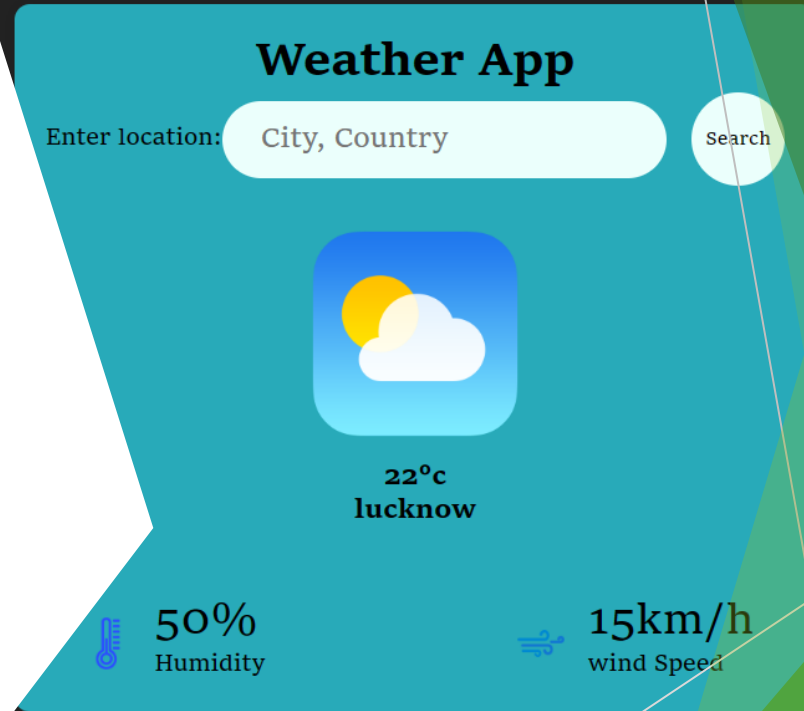 Weather App
Enter location: City, Country Search
22°c
lucknow
50% 15km/h
Humidity wind Speed